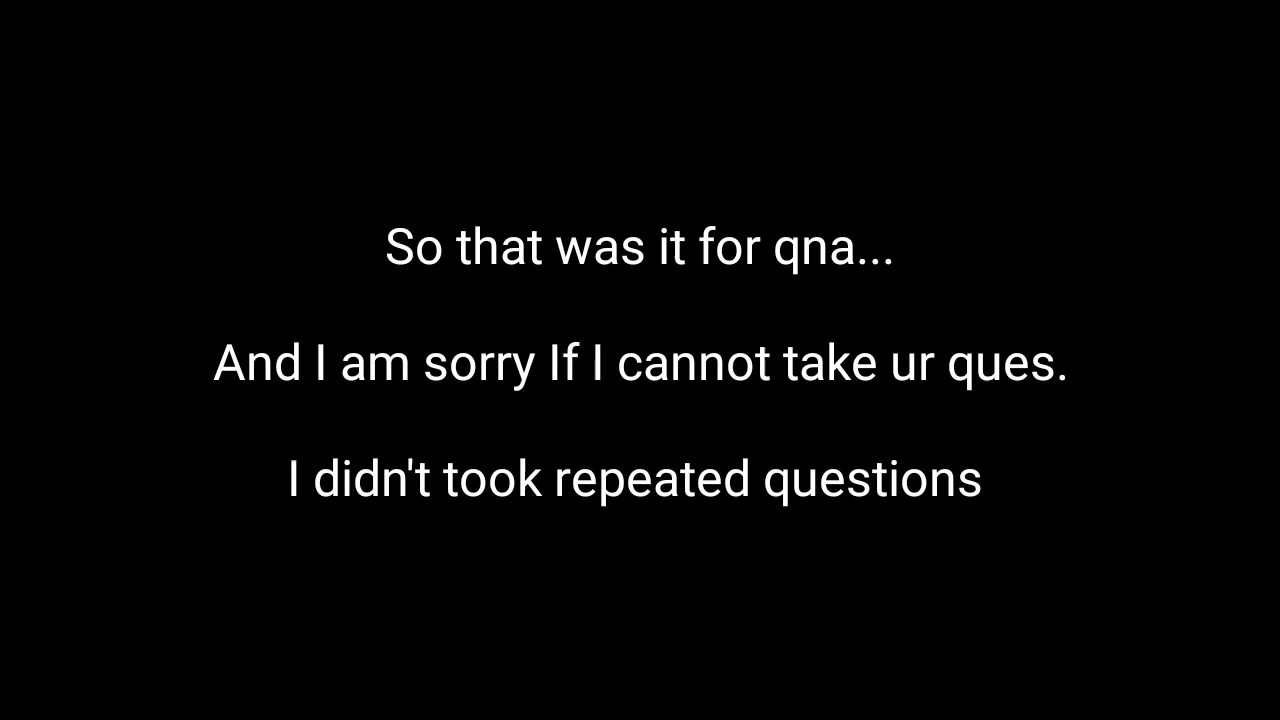 So that was it for qna...
And I am sorry If I cannot take ur ques.
I didn't took repeated questions